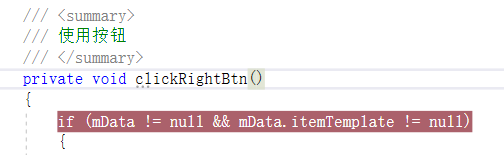 /// <summary>
/// 使用按钮
/// </summary>
private void clickRightBtn()
{
if (mData != null && mData.itemTemplate != null)
{